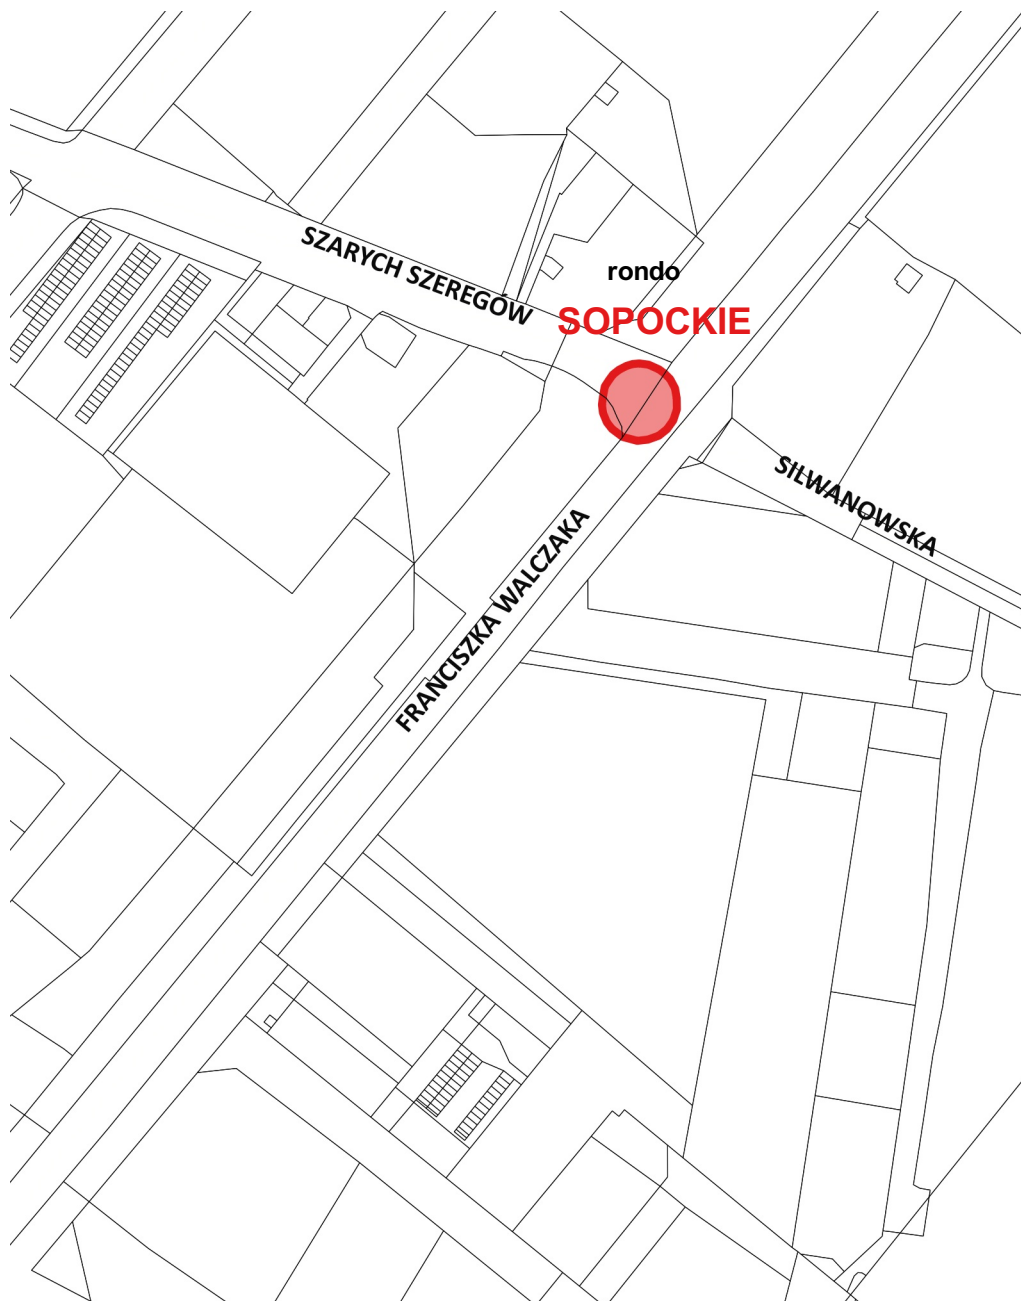 SZARYCH SZEREGÓW
rondo
SOPOCKIE
SILWANOWSKA
FRANCISZKA WALCZAKA